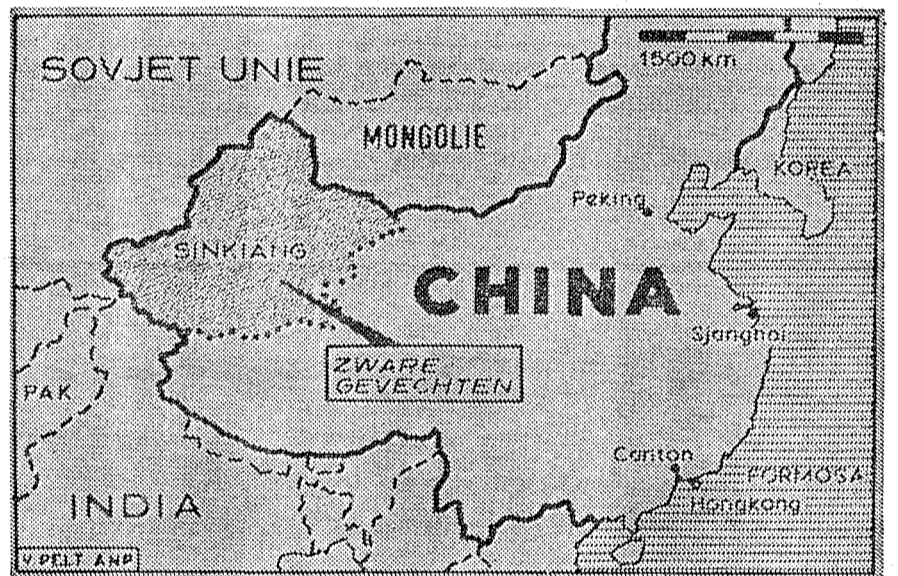 SOVJET UNIE
1500 km
MONGOLIE
KOREA
Peking
SINKIANG
CHINA
Sjanghai
ZWARE
GEVECHTEN
PAK
Canton
FORMOSA
Hongkong
INDIA
V PELT ANP